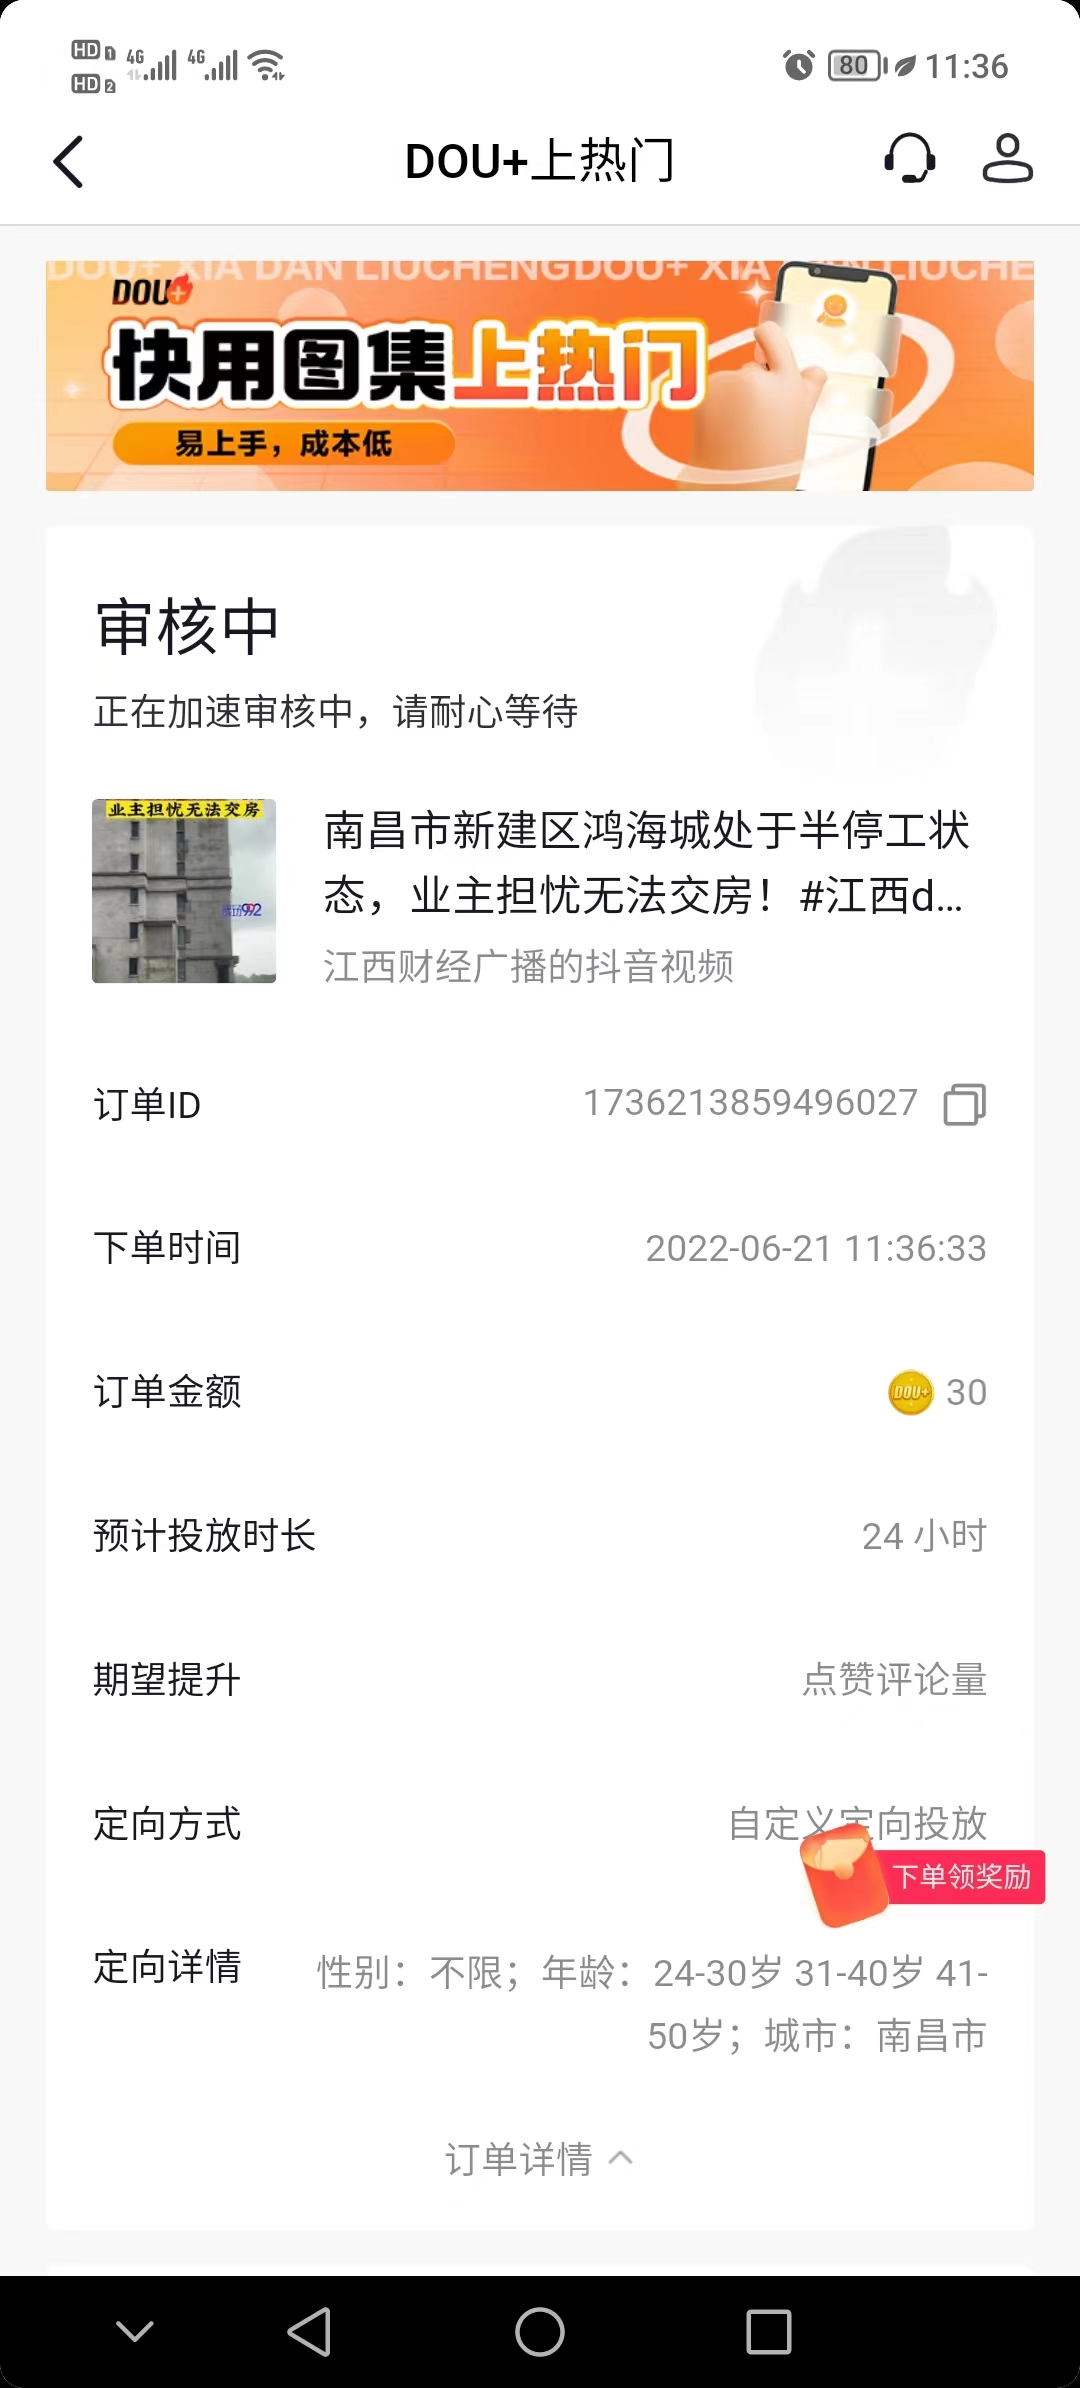 HD 1 4G 4G
HD 2
80 11:36
DOU+上热门
DOU+ XIA DAN LIUCHENGDOU+ XIA DAN LIUCHE
DOU+
快用图集上热门
易上手，成本低
审核中
正在加速审核中，请耐心等待
业主担忧无法交房
992
南昌市新建区鸿海城处于半停工状
态，业主担忧无法交房！#江西d...
江西财经广播的抖音视频
订单ID 1736213859496027
下单时间 2022-06-21 11:36:33
订单金额 DOU+ 30
预计投放时长 24 小时
期望提升 点赞评论量
定向方式 自定义定向投放
下单领奖励
定向详情 性别：不限；年龄：24-30岁 31-40岁 41-
50岁；城市：南昌市
订单详情